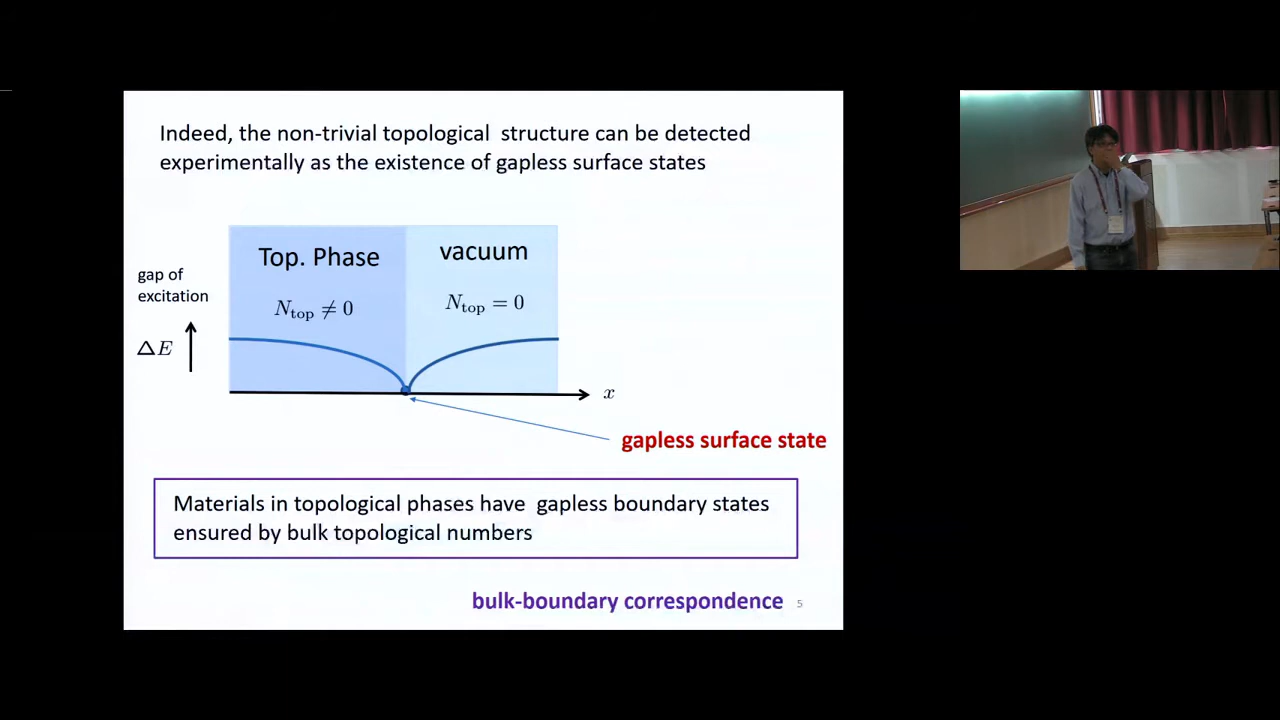 Indeed, the non-trivial topological structure can be detected
experimentally as the existence of gapless surface states
Top. Phase
vacuum
gap of
excitation
N_top ≠ 0
N_top = 0
ΔE
x
gapless surface state
Materials in topological phases have gapless boundary states
ensured by bulk topological numbers
bulk-boundary correspondence
5